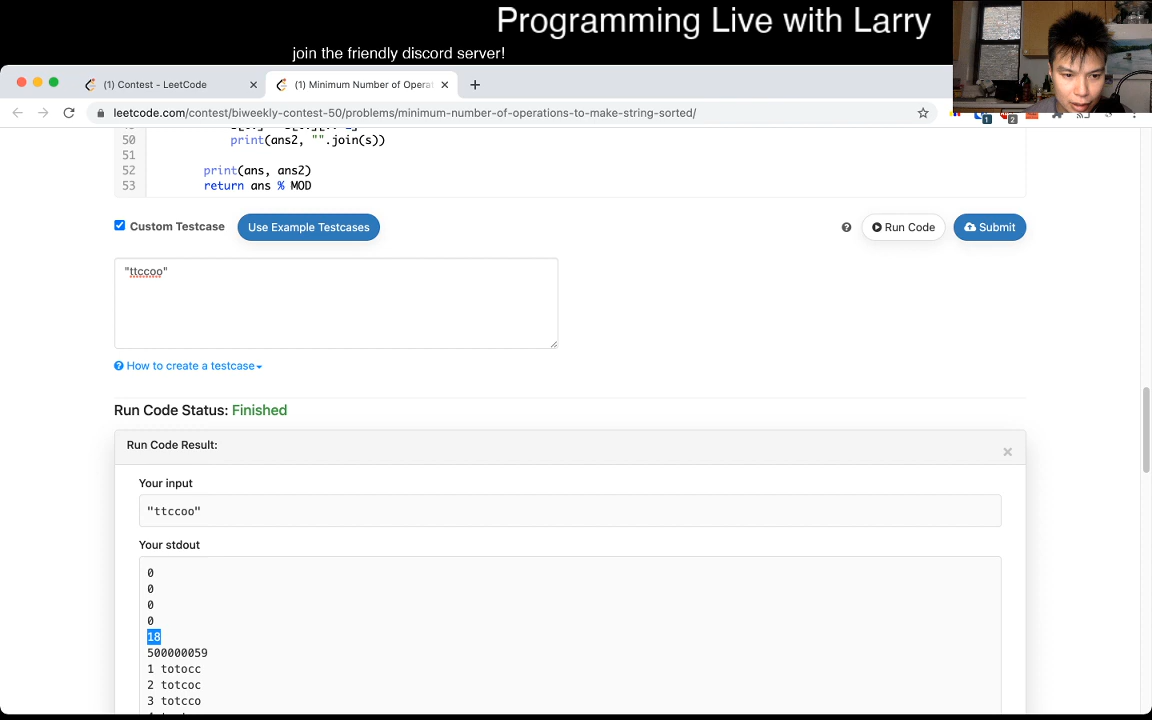 Programming Live with Larry
join the friendly discord server!
(1) Contest - LeetCode
(1) Minimum Number of Opera
leetcode.com/contest/biweekly-contest-50/problems/minimum-number-of-operations-to-make-string-sorted/
50 print(ans2, "".join(s))
51
52 print(ans, ans2)
53 return ans % MOD
Custom Testcase
Use Example Testcases
Run Code
Submit
"ttccoo"
How to create a testcase
Run Code Status: Finished
Run Code Result:
Your input
"ttccoo"
Your stdout
0
0
0
0
18
500000059
1 totocc
2 totcoc
3 totcco